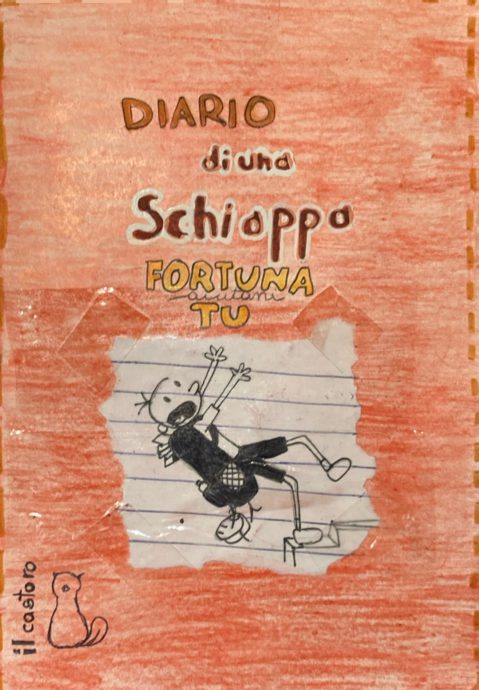 DIARIO
di una
Schiappa
FORTUNA
aiutami
TU
il castoro